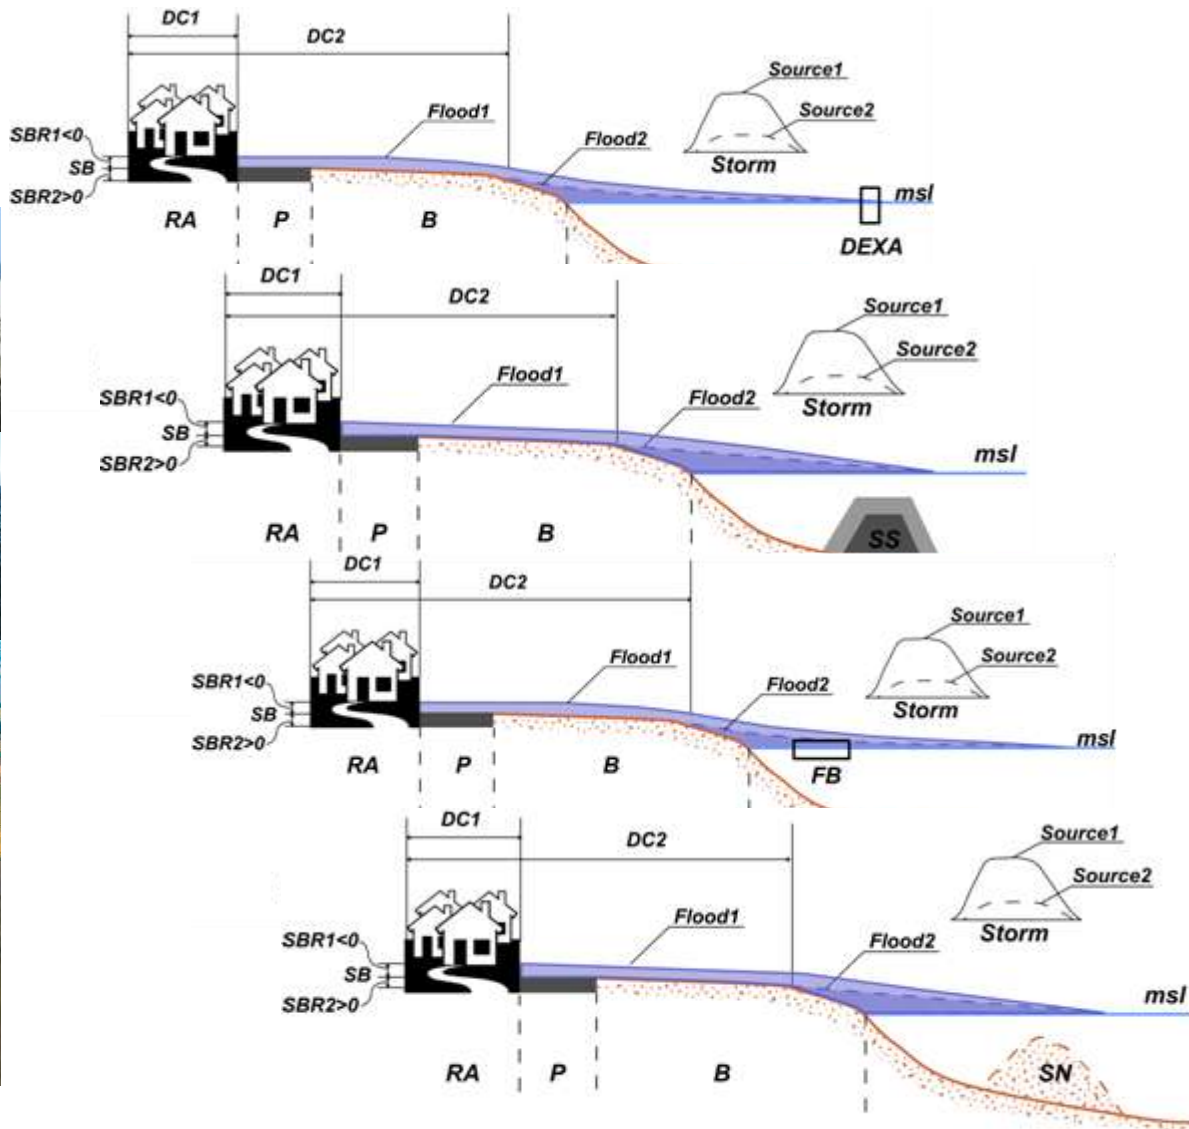 DC1
DC2
Source1
Source2
Flood1
Flood2
SBR1<0
SB
SBR2>0
Storm
msl
RA
P
B
DEXA
DC1
DC2
Source1
Source2
Flood1
Flood2
SBR1<0
SB
SBR2>0
Storm
msl
RA
P
B
SS
DC1
DC2
Source1
Source2
Flood1
Flood2
SBR1<0
SB
SBR2>0
Storm
msl
RA
P
B
FB
DC1
DC2
Source1
Source2
Flood1
Flood2
SBR1<0
SB
SBR2>0
Storm
msl
RA
P
B
SN